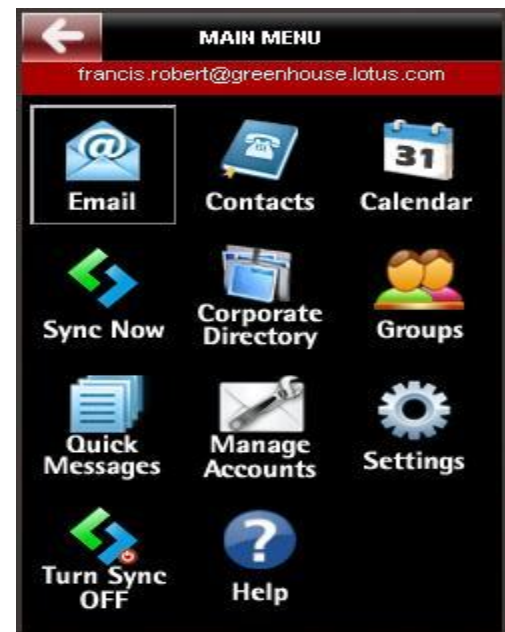 MAIN MENU
francis.robert@greenhouse.lotus.com
@
31
Email
Contacts
Calendar
Sync Now
Corporate
Directory
Groups
Quick
Messages
Manage
Accounts
Settings
?
Turn Sync
OFF
Help